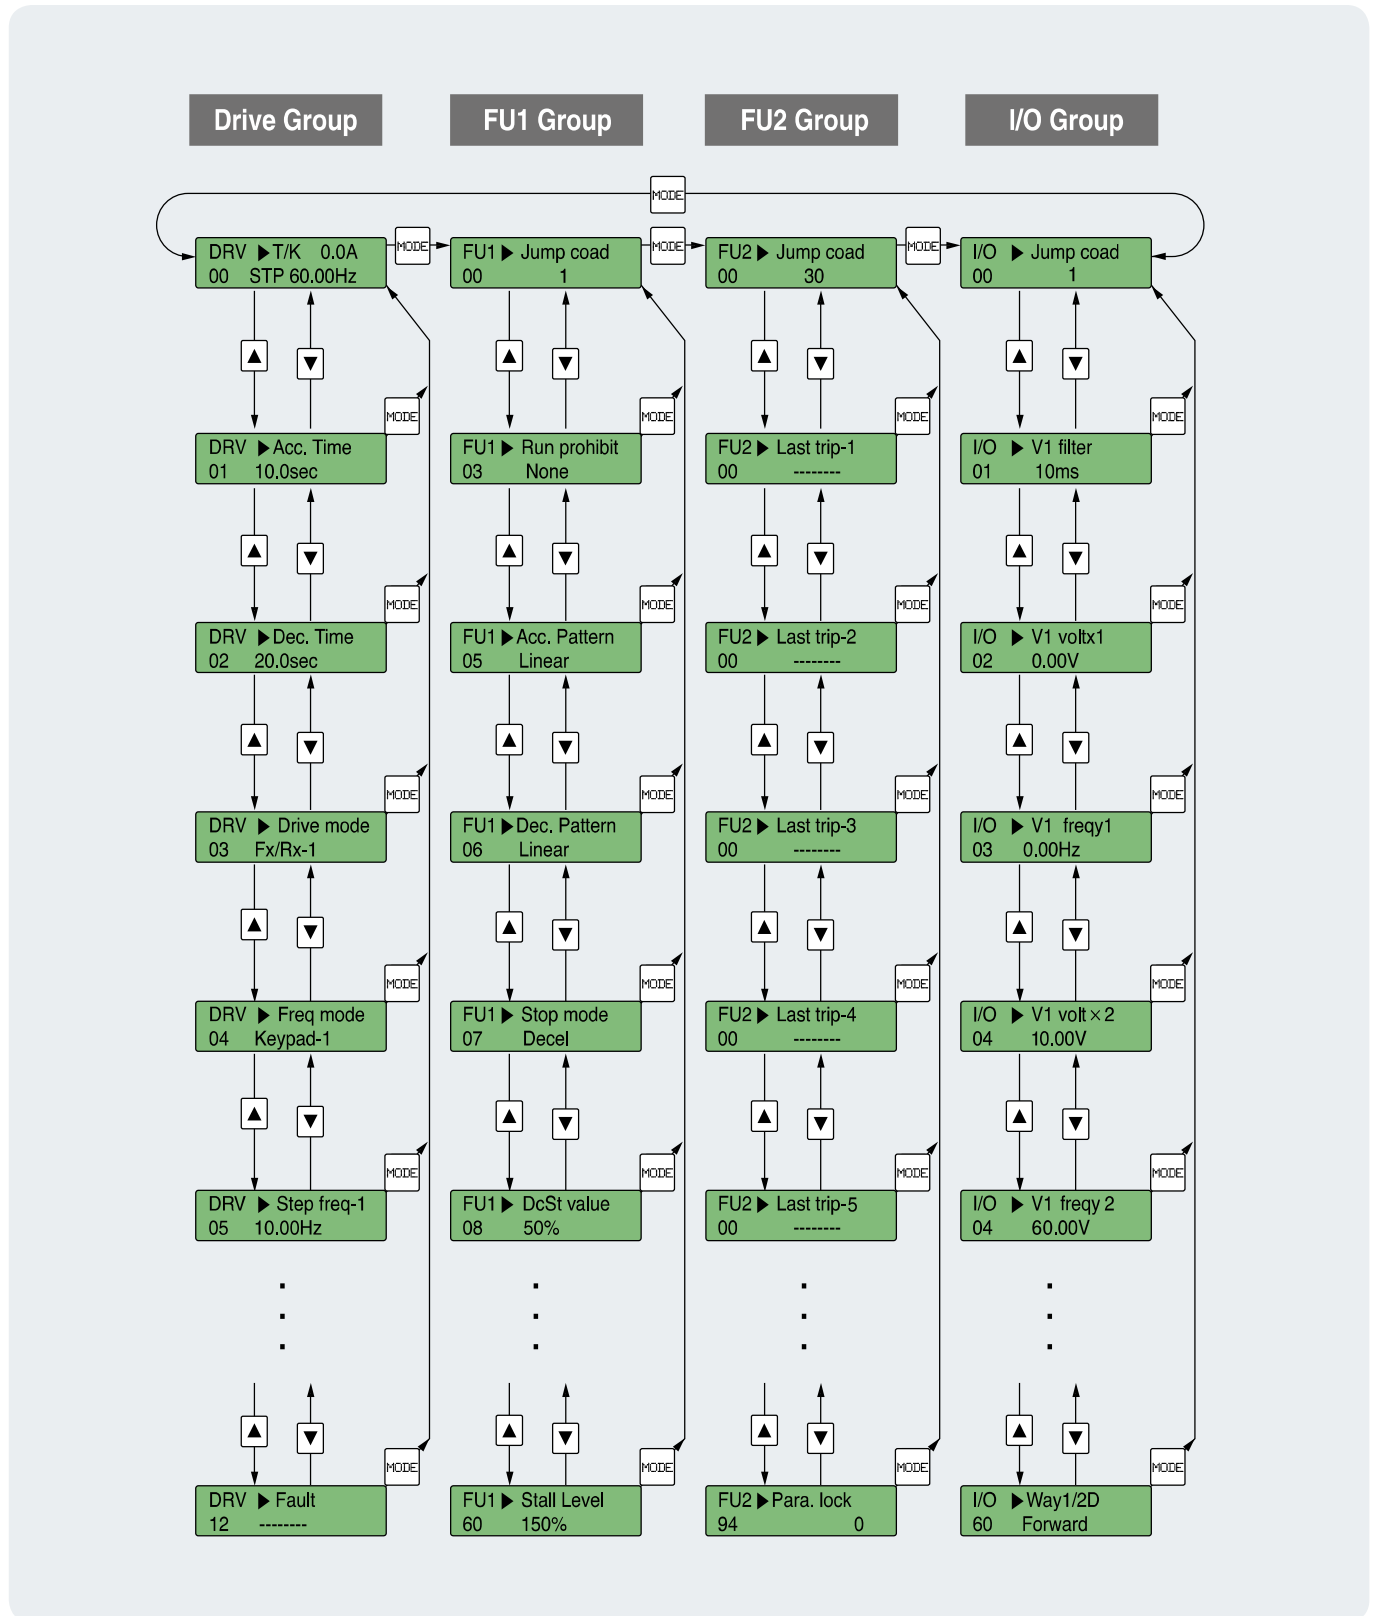 Drive Group
FU1 Group
FU2 Group
I/O Group
MODE
DRV ▶ T/K 0.0A
00 STP 60.00Hz
MODE
FU1 ▶ Jump coad
00 1
MODE
FU2 ▶ Jump coad
00 30
MODE
I/O ▶ Jump coad
00 1
▲ ▼ ▲ ▼ ▲ ▼ ▲ ▼
MODE MODE MODE MODE
DRV ▶ Acc. Time
01 10.0sec
FU1 ▶ Run prohibit
03 None
FU2 ▶ Last trip-1
00 --------
I/O ▶ V1 filter
01 10ms
▲ ▼ ▲ ▼ ▲ ▼ ▲ ▼
MODE MODE MODE MODE
DRV ▶ Dec. Time
02 20.0sec
FU1 ▶ Acc. Pattern
05 Linear
FU2 ▶ Last trip-2
00 --------
I/O ▶ V1 voltx1
02 0.00V
▲ ▼ ▲ ▼ ▲ ▼ ▲ ▼
MODE MODE MODE MODE
DRV ▶ Drive mode
03 Fx/Rx-1
FU1 ▶ Dec. Pattern
06 Linear
FU2 ▶ Last trip-3
00 --------
I/O ▶ V1 freqy1
03 0.00Hz
▲ ▼ ▲ ▼ ▲ ▼ ▲ ▼
MODE MODE MODE MODE
DRV ▶ Freq mode
04 Keypad-1
FU1 ▶ Stop mode
07 Decel
FU2 ▶ Last trip-4
00 --------
I/O ▶ V1 volt×2
04 10.00V
▲ ▼ ▲ ▼ ▲ ▼ ▲ ▼
MODE MODE MODE MODE
DRV ▶ Step freq-1
05 10.00Hz
FU1 ▶ DcSt value
08 50%
FU2 ▶ Last trip-5
00 --------
I/O ▶ V1 freqy 2
04 60.00V
▲ ▼ ▲ ▼ ▲ ▼ ▲ ▼
MODE MODE MODE MODE
DRV ▶ Fault
12 --------
FU1 ▶ Stall Level
60 150%
FU2 ▶ Para. lock
94 0
I/O ▶ Way1/2D
60 Forward